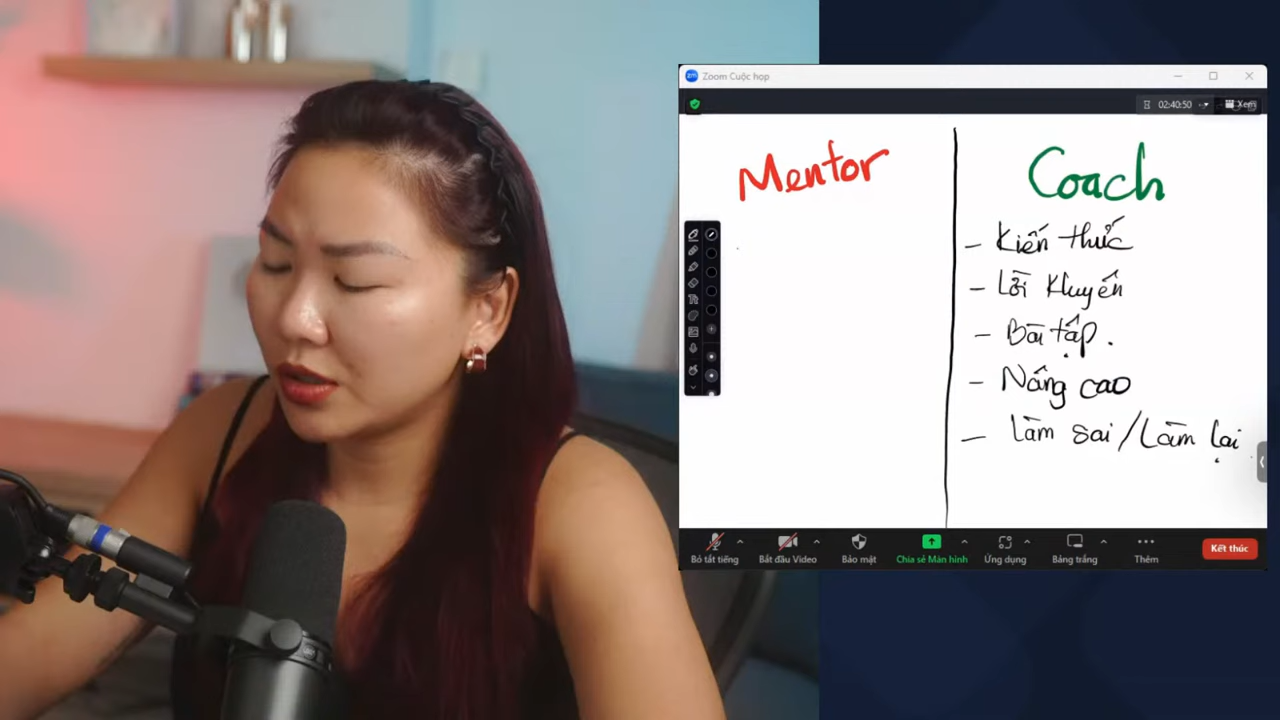 zm Zoom Cuộc họp
02:40:50
Xem
Mentor
Coach
- Kiến thức
- Lời Khuyến
- Bài tập.
- Nâng cao
- Làm sai / Làm lại
Bỏ tắt tiếng
Bắt đầu Video
Bảo mật
Chia sẻ Màn hình
Ứng dụng
Bảng trắng
Thêm
Kết thúc